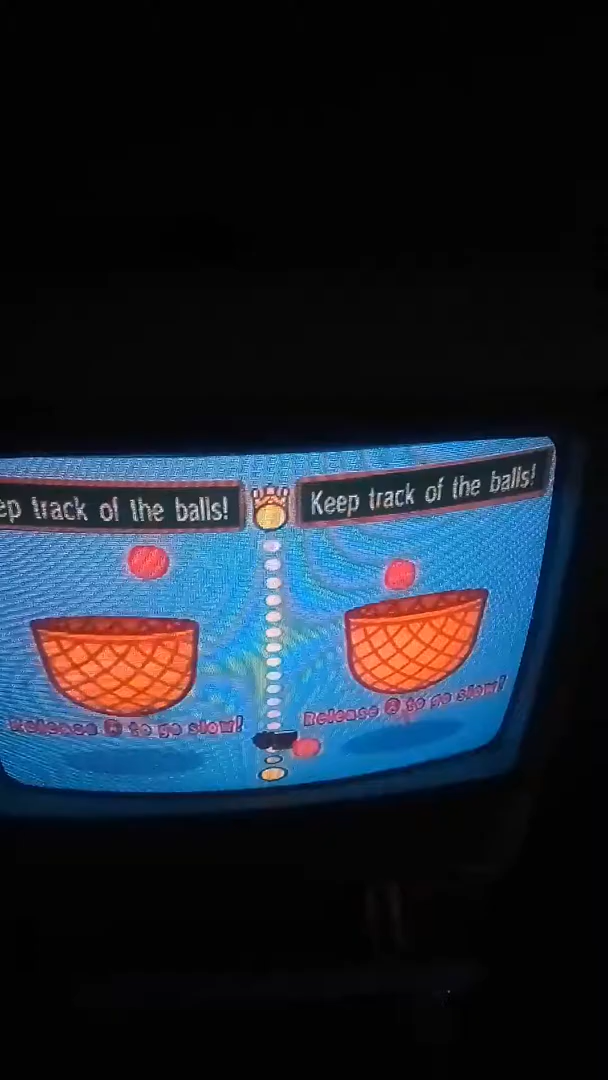 ep track of the balls!
Keep track of the balls!
Release A to go slow!
Release A to go slow!